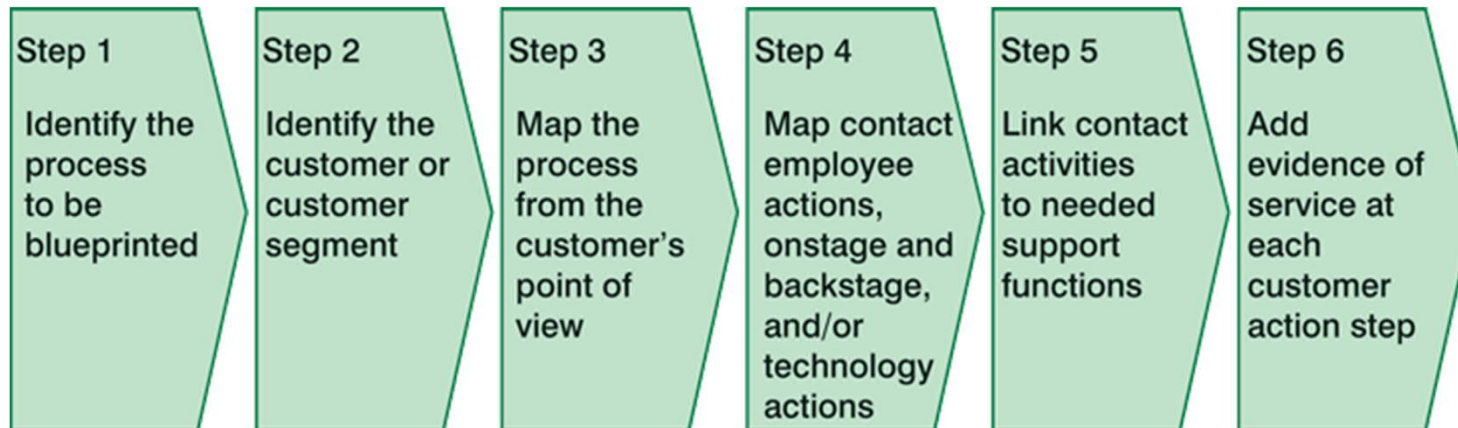 Step 1
Identify the
process
to be
blueprinted
Step 2
Identify the
customer or
customer
segment
Step 3
Map the
process
from the
customer's
point of
view
Step 4
Map contact
employee
actions,
onstage and
backstage,
and/or
technology
actions
Step 5
Link contact
activities
to needed
support
functions
Step 6
Add
evidence of
service at
each
customer
action step